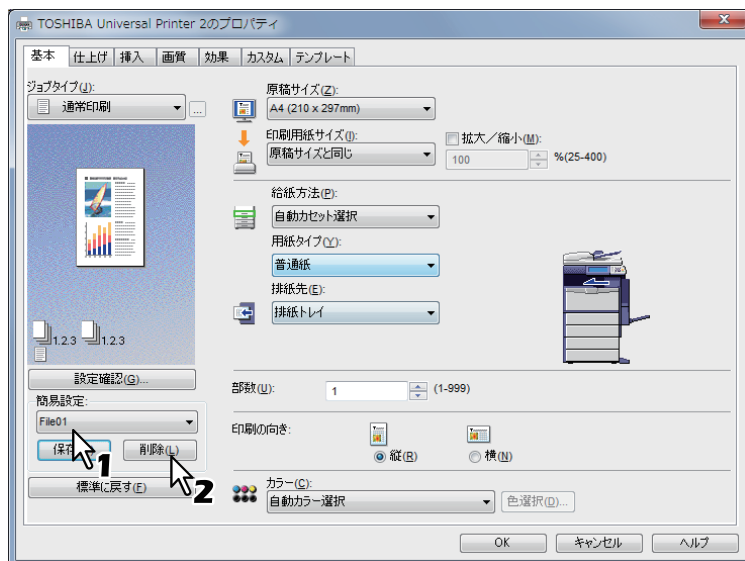 TOSHIBA Universal Printer 2のプロパティ
基本 仕上げ 挿入 画質 効果 カスタム テンプレート
ジョブタイプ(J):
通常印刷
...
1.2.3 1.2.3
設定確認(G)...
簡易設定:
File01
保存 削除(L)
1
2
標準に戻す(F)
原稿サイズ(Z):
A4 (210 x 297mm)
印刷用紙サイズ(I):
原稿サイズと同じ
拡大/縮小(M):
100 %(25-400)
給紙方法(P):
自動カセット選択
用紙タイプ(Y):
普通紙
排紙先(E):
排紙トレイ
部数(U): 1 (1-999)
印刷の向き:
縦(R) 横(N)
カラー(C):
自動カラー選択 色選択(D)...
OK キャンセル ヘルプ